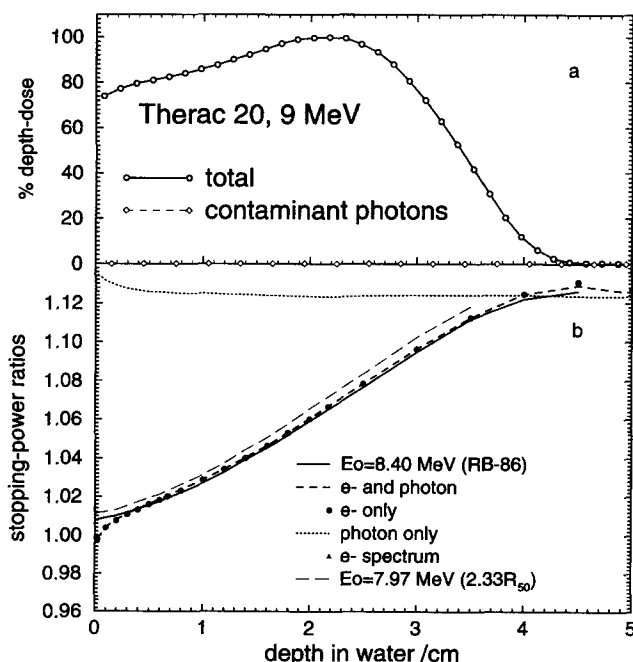 % depth-dose
100
80
60
40
20
0
a
Therac 20, 9 MeV
total
contaminant photons
stopping-power ratios
1.12
1.10
1.08
1.06
1.04
1.02
1.00
0.98
0.96
b
Eo=8.40 MeV (RB-86)
e- and photon
e- only
photon only
e- spectrum
Eo=7.97 MeV (2.33R₅₀)
0 1 2 3 4 5
depth in water /cm